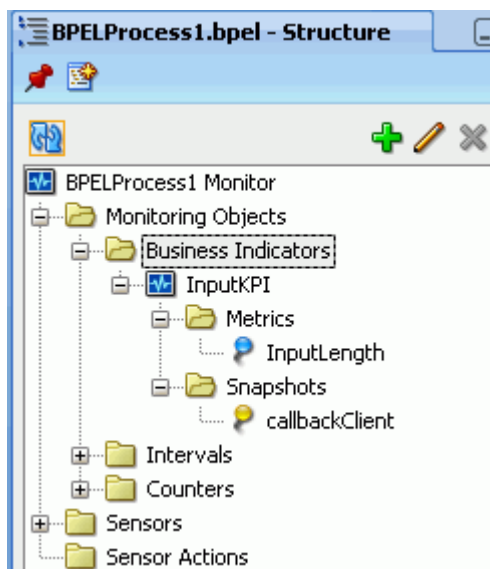 BPELProcess1.bpel - Structure
BPELProcess1 Monitor
Monitoring Objects
Business Indicators
InputKPI
Metrics
InputLength
Snapshots
callbackClient
Intervals
Counters
Sensors
Sensor Actions